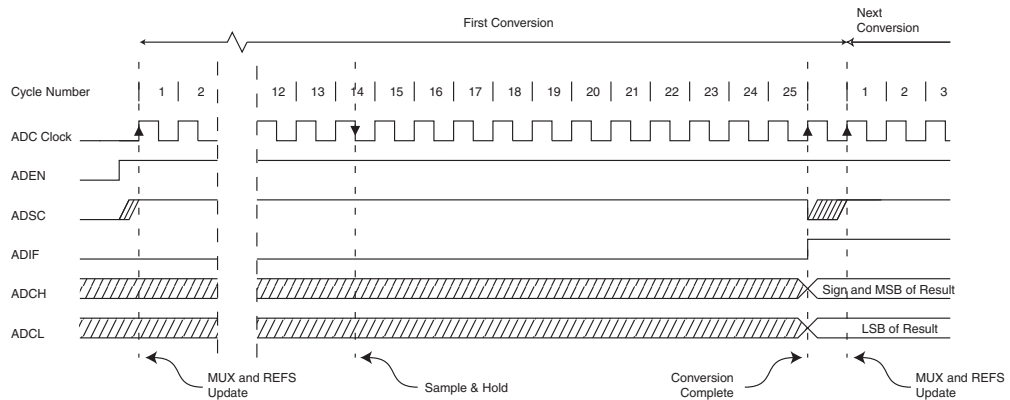 First Conversion
Next
Conversion
Cycle Number 1 2 12 13 14 15 16 17 18 19 20 21 22 23 24 25 1 2 3
ADC Clock
ADEN
ADSC
ADIF
ADCH Sign and MSB of Result
ADCL LSB of Result
MUX and REFS
Update
Sample & Hold
Conversion
Complete
MUX and REFS
Update